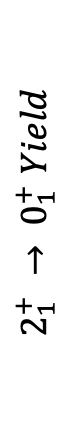 2₁⁺ → 0₁⁺ Yield